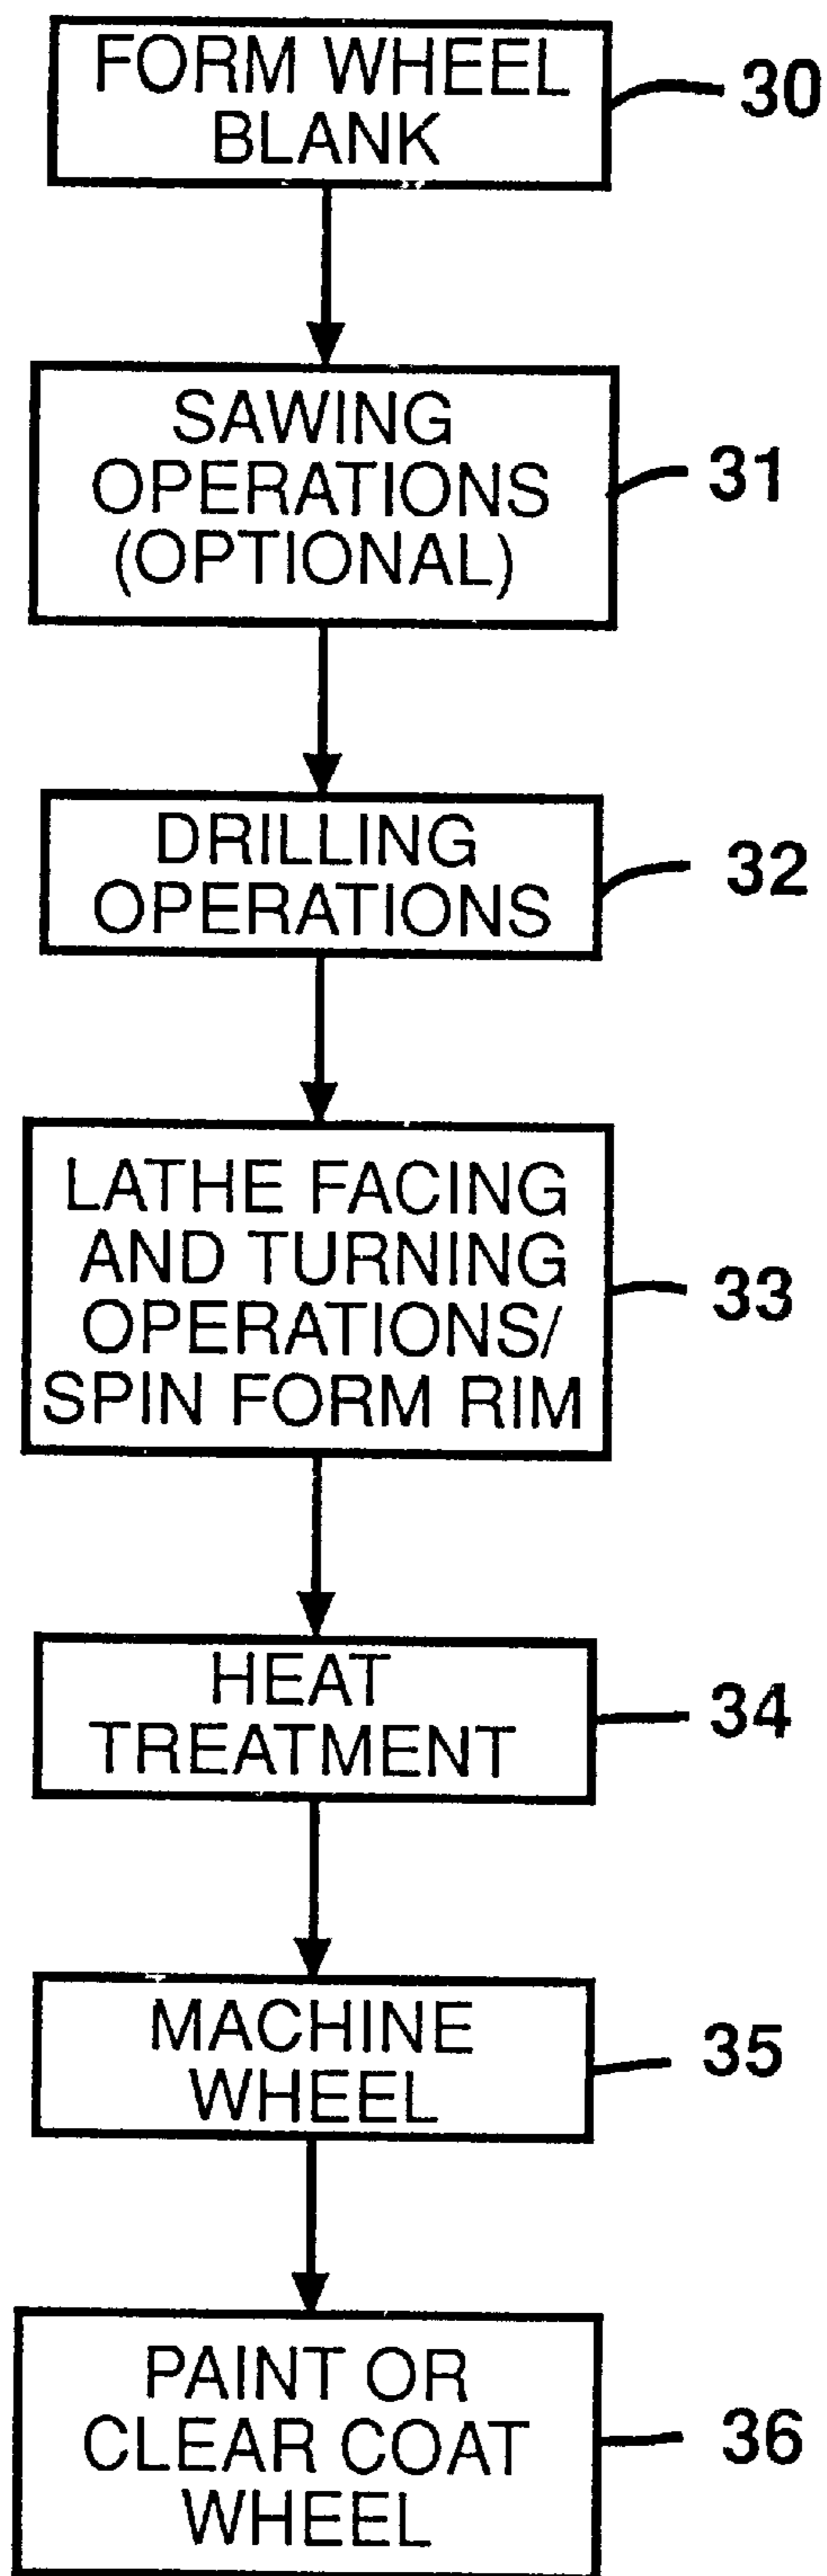 FORM WHEEL
BLANK
30
SAWING
OPERATIONS
(OPTIONAL)
31
DRILLING
OPERATIONS
32
LATHE FACING
AND TURNING
OPERATIONS/
SPIN FORM RIM
33
HEAT
TREATMENT
34
MACHINE
WHEEL
35
PAINT OR
CLEAR COAT
WHEEL
36